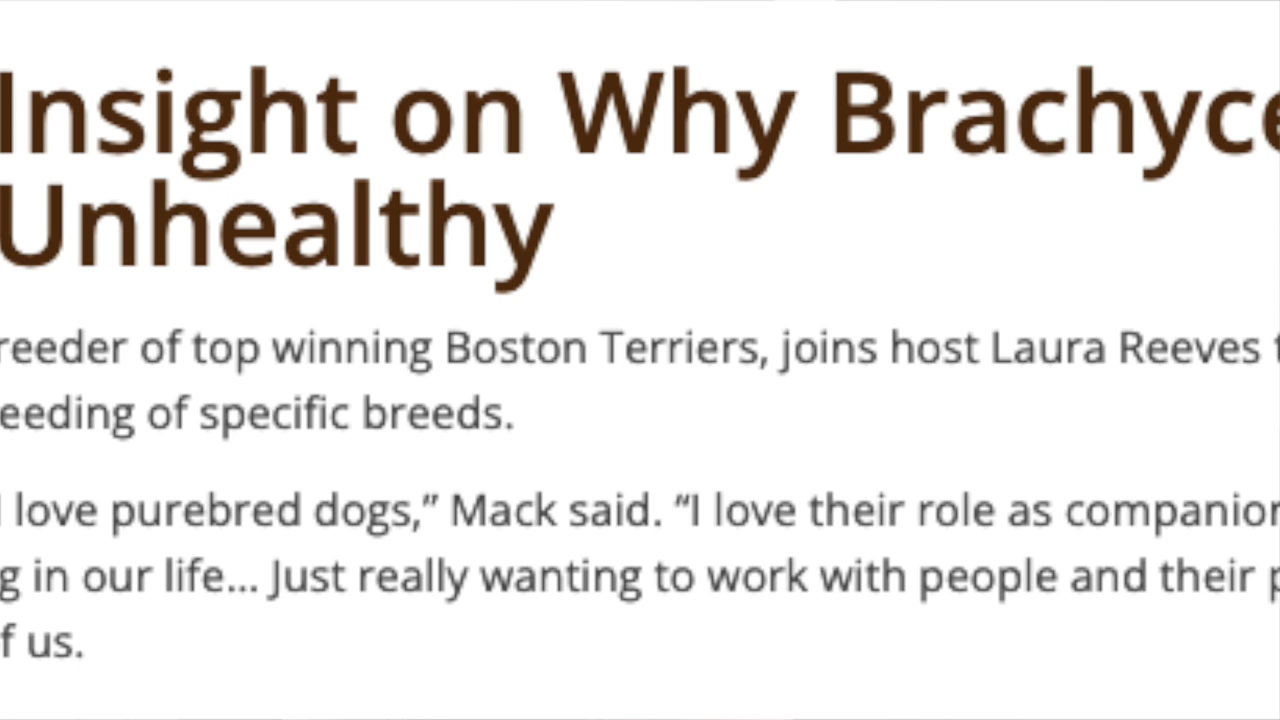 Insight on Why Brachyce
Unhealthy
reeder of top winning Boston Terriers, joins host Laura Reeves
eeding of specific breeds.
I love purebred dogs,” Mack said. “I love their role as companion
g in our life... Just really wanting to work with people and their p
f us.